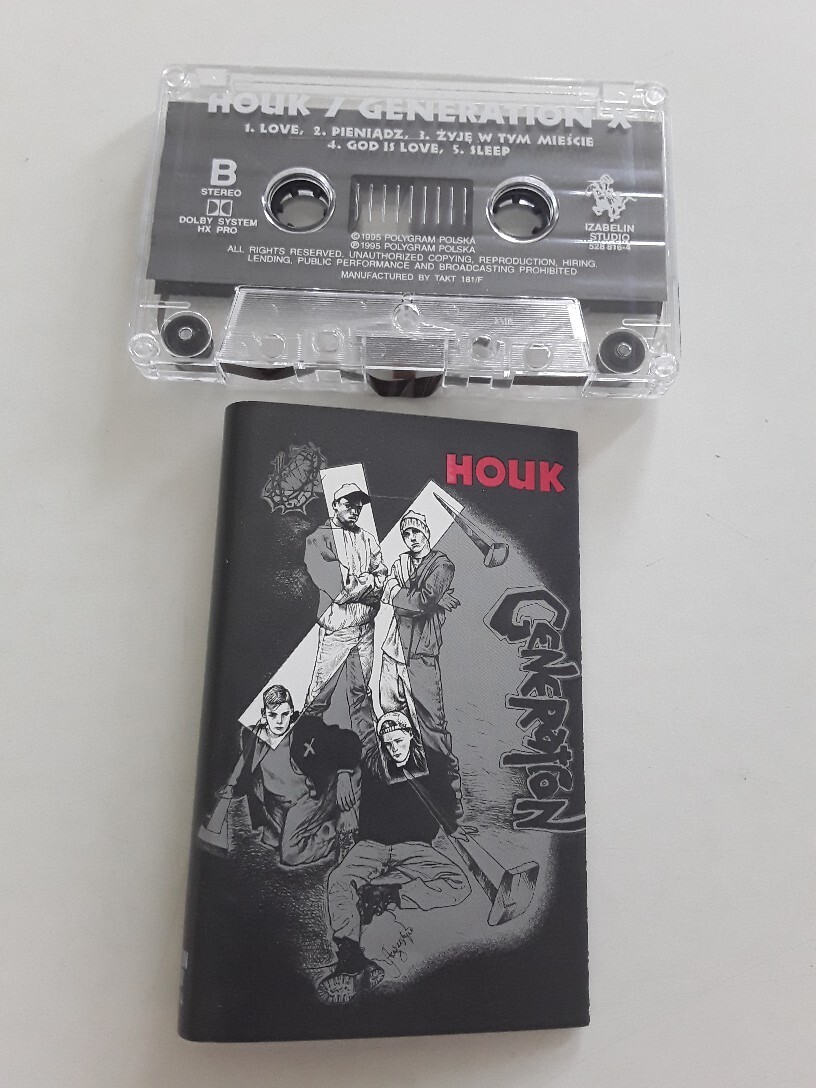 HOUK / GENERATION X
1. LOVE, 2. PIENIĄDZ, 3. ŻYJĘ W TYM MIEŚCIE
4. GOD IS LOVE, 5. SLEEP
B
STEREO
DOLBY SYSTEM
HX PRO
©1995 POLYGRAM POLSKA
℗1995 POLYGRAM POLSKA
IZABELIN
STUDIO
528 816-4
ALL RIGHTS RESERVED. UNAUTHORIZED COPYING, REPRODUCTION, HIRING,
LENDING, PUBLIC PERFORMANCE AND BROADCASTING PROHIBITED
MANUFACTURED BY TAKT 181/F
HOUK
GENERATION
X